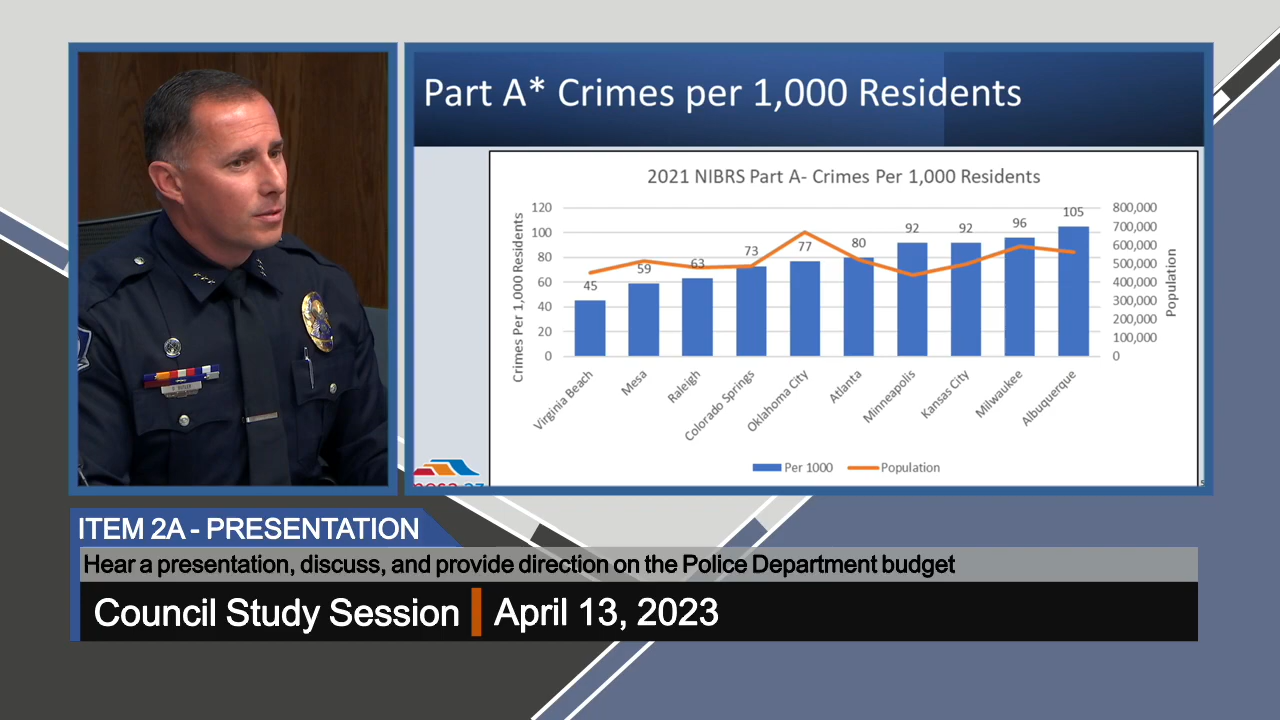 Part A* Crimes per 1,000 Residents
2021 NIBRS Part A- Crimes Per 1,000 Residents
Crimes Per 1,000 Residents
120
100
80
60
40
20
0
45
59
63
73
77
80
92
92
96
105
800,000
700,000
600,000
500,000
400,000
300,000
200,000
100,000
0
Population
Virginia Beach
Mesa
Raleigh
Colorado Springs
Oklahoma City
Atlanta
Minneapolis
Kansas City
Milwaukee
Albuquerque
Per 1000
Population
ITEM 2A - PRESENTATION
Hear a presentation, discuss, and provide direction on the Police Department budget
Council Study Session
April 13, 2023